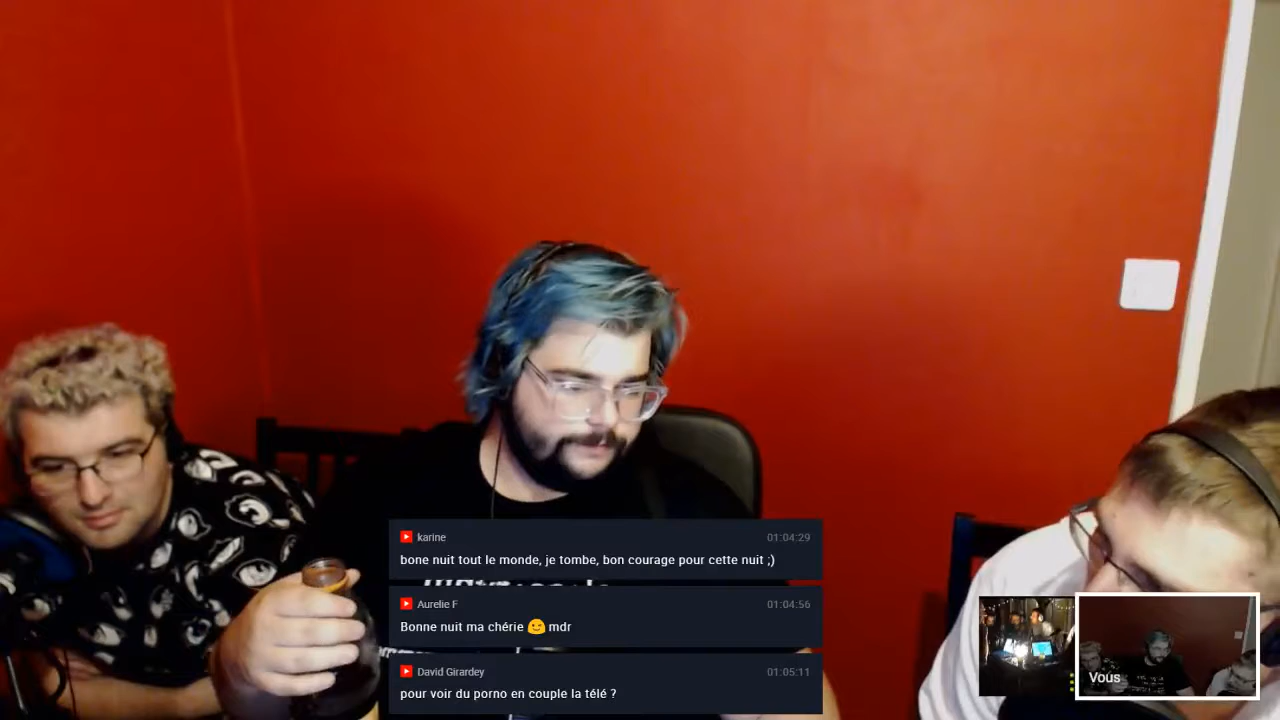 karine 01:04:29
bone nuit tout le monde, je tombe, bon courage pour cette nuit ;)
Aurelie F 01:04:56
Bonne nuit ma chérie 😉 mdr
David Girardey 01:05:11
pour voir du porno en couple la télé ?
Vous